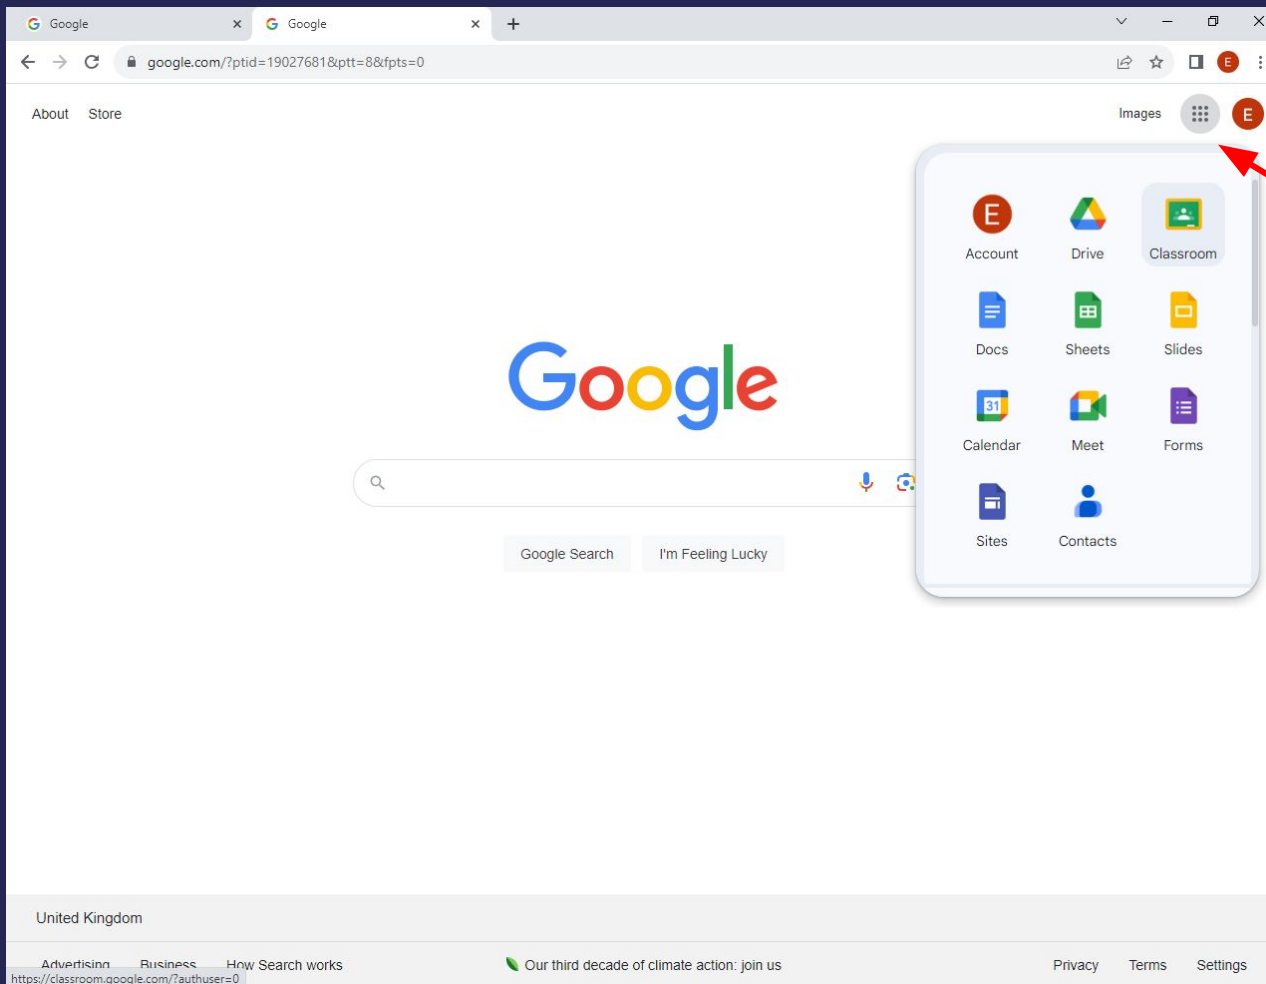 Google
Google
google.com/?ptid=19027681&ptt=8&fpts=0
E
About Store
Images
E
E
Account Drive Classroom
Docs Sheets Slides
31
Calendar Meet Forms
Sites Contacts
Google
Google Search I'm Feeling Lucky
United Kingdom
Advertising Business How Search works
Our third decade of climate action: join us
Privacy Terms Settings
https://classroom.google.com/?authuser=0